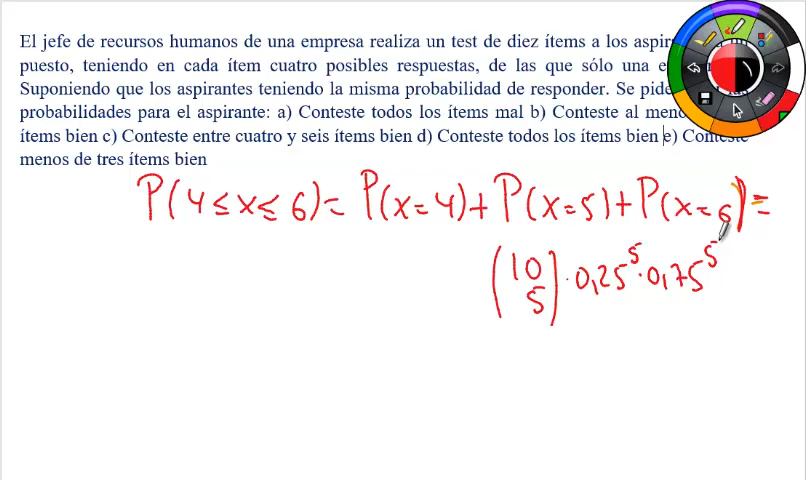 El jefe de recursos humanos de una empresa realiza un test de diez ítems a los
puesto, teniendo en cada ítem cuatro posibles respuestas, de las que sólo una
Suponiendo que los aspirantes teniendo la misma probabilidad de responder. Se
probabilidades para el aspirante: a) Conteste todos los ítems mal b) Conteste al
ítems bien c) Conteste entre cuatro y seis ítems bien d) Conteste todos los ítems bien e) Conteste
menos de tres ítems bien
P(4 ≤ x ≤ 6) = P(x=4) + P(x=5) + P(x=6) =
(10 5) · 0,25^5 · 0,75^5